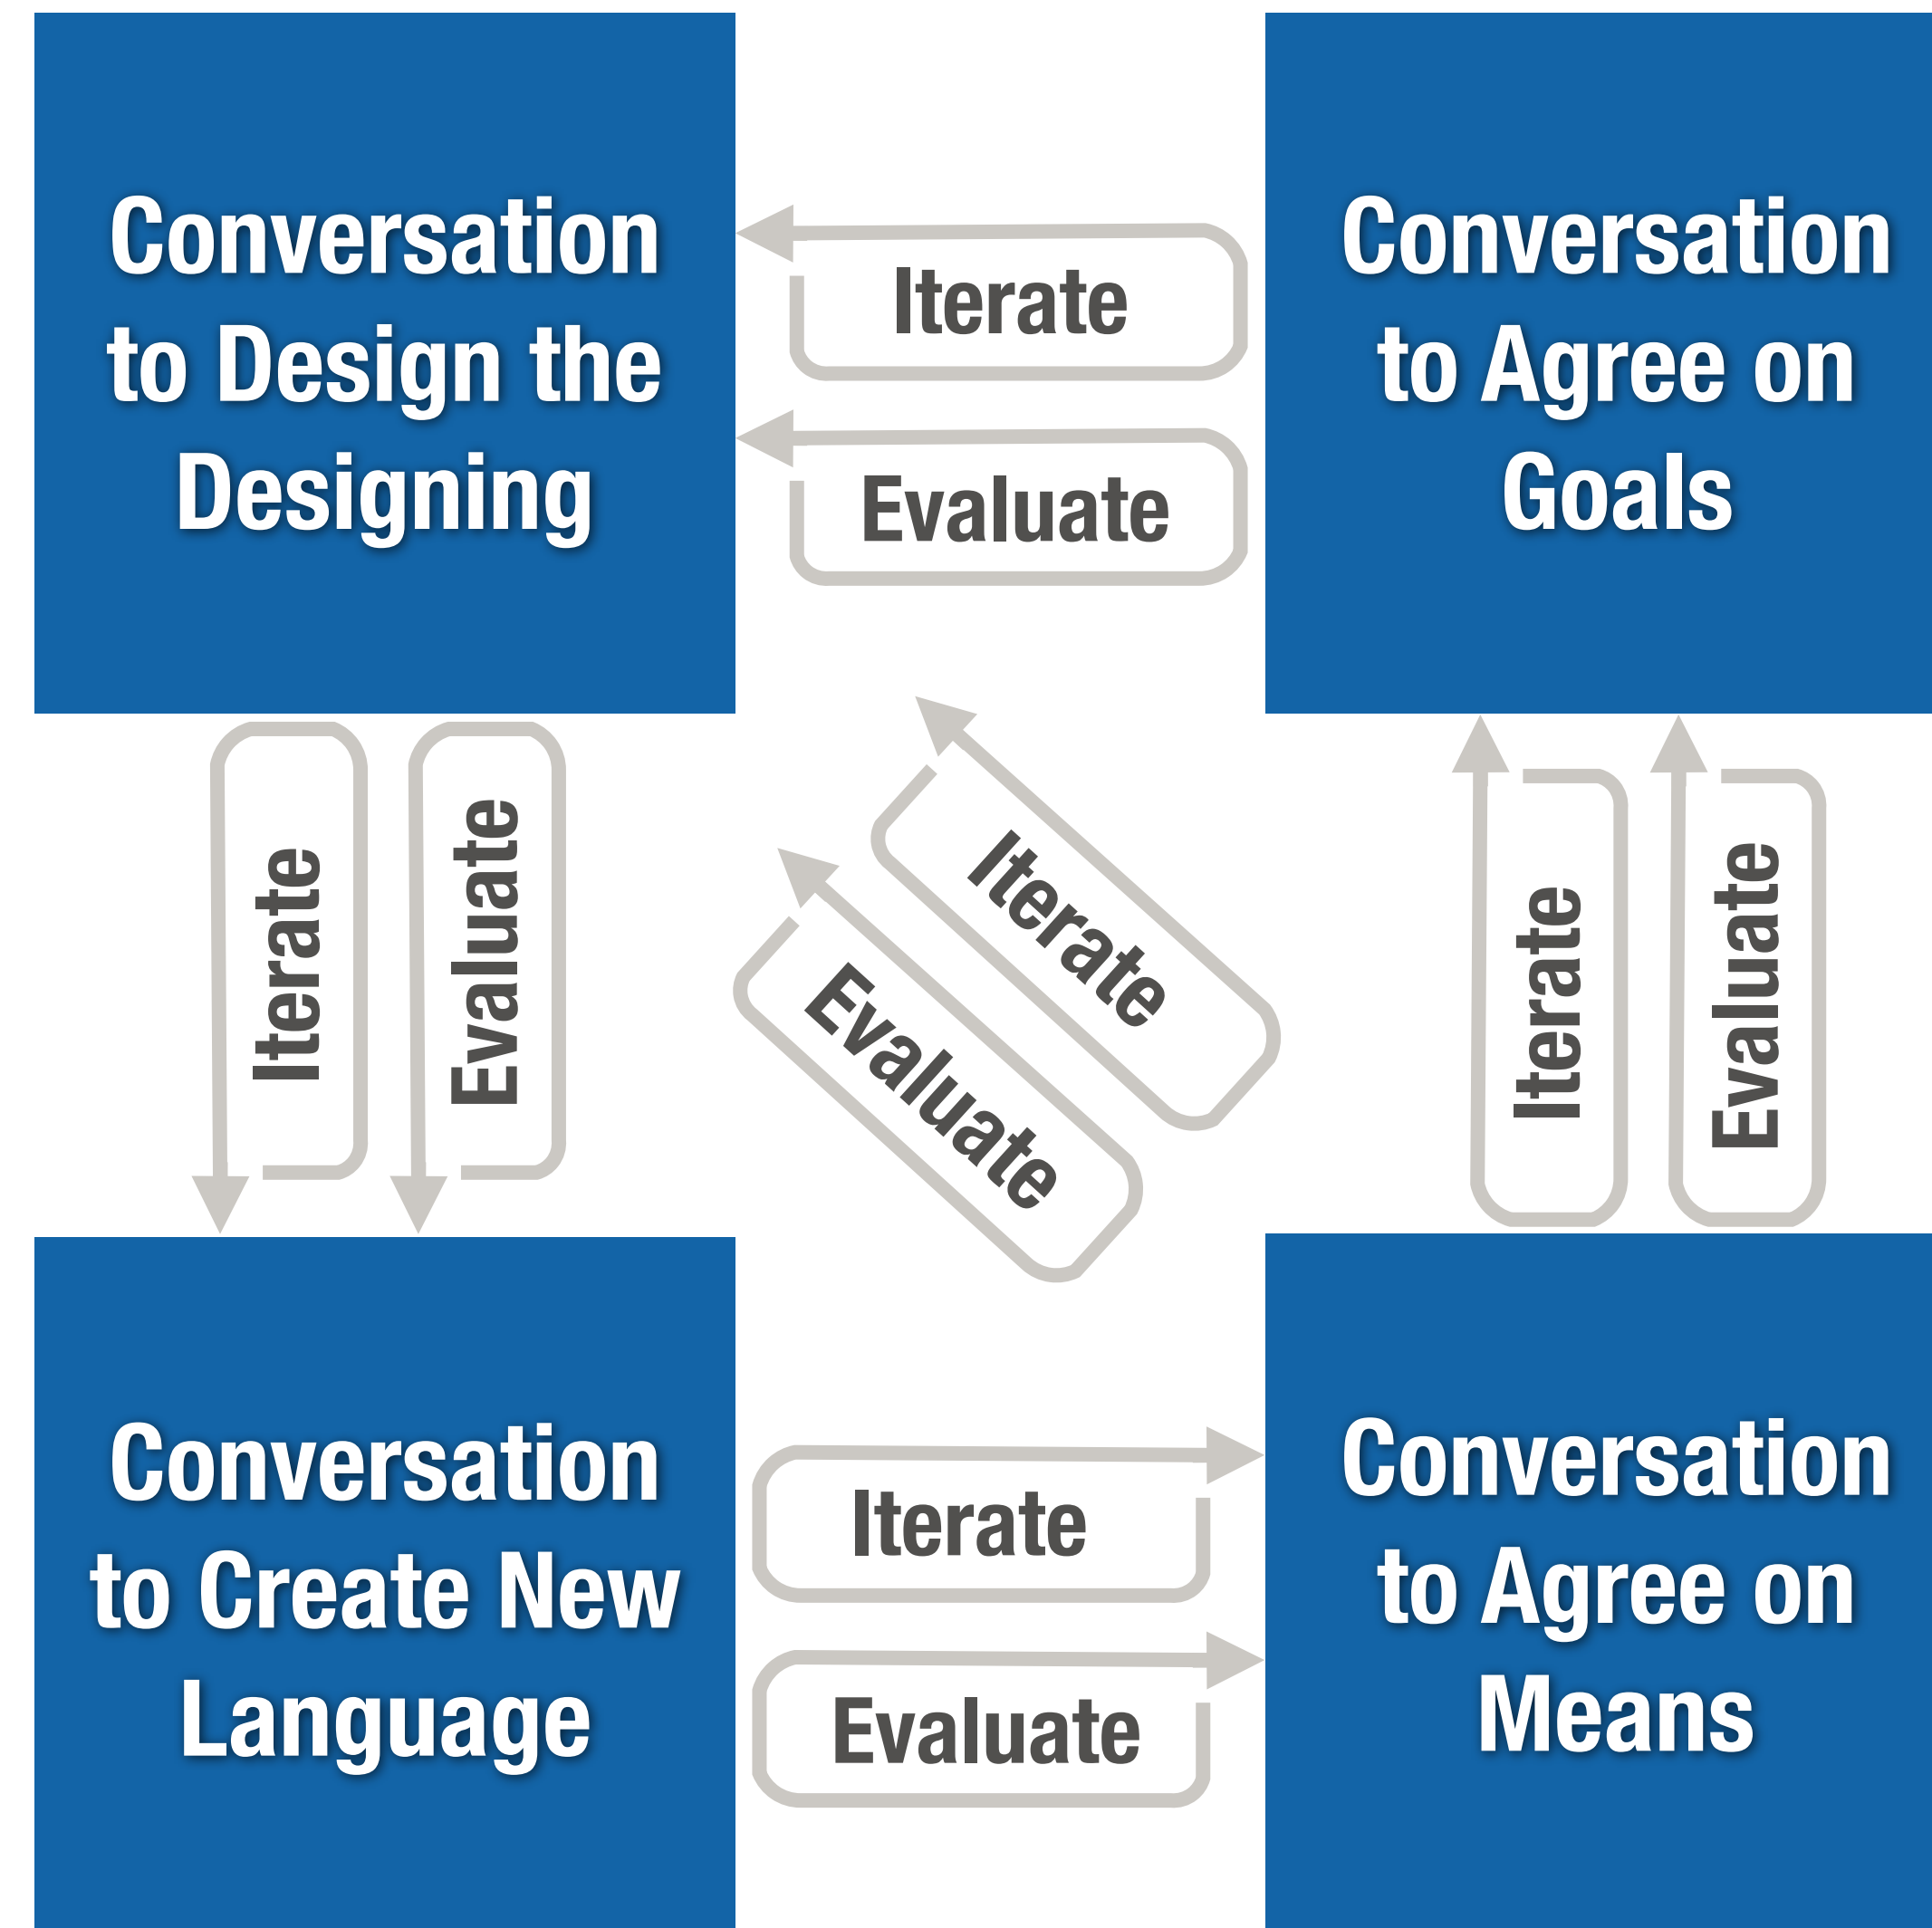 Conversation
to Design the
Designing
Iterate
Evaluate
Conversation
to Agree on
Goals
Iterate
Evaluate
Iterate
Evaluate
Iterate
Evaluate
Conversation
to Create New
Language
Iterate
Evaluate
Conversation
to Agree on
Means